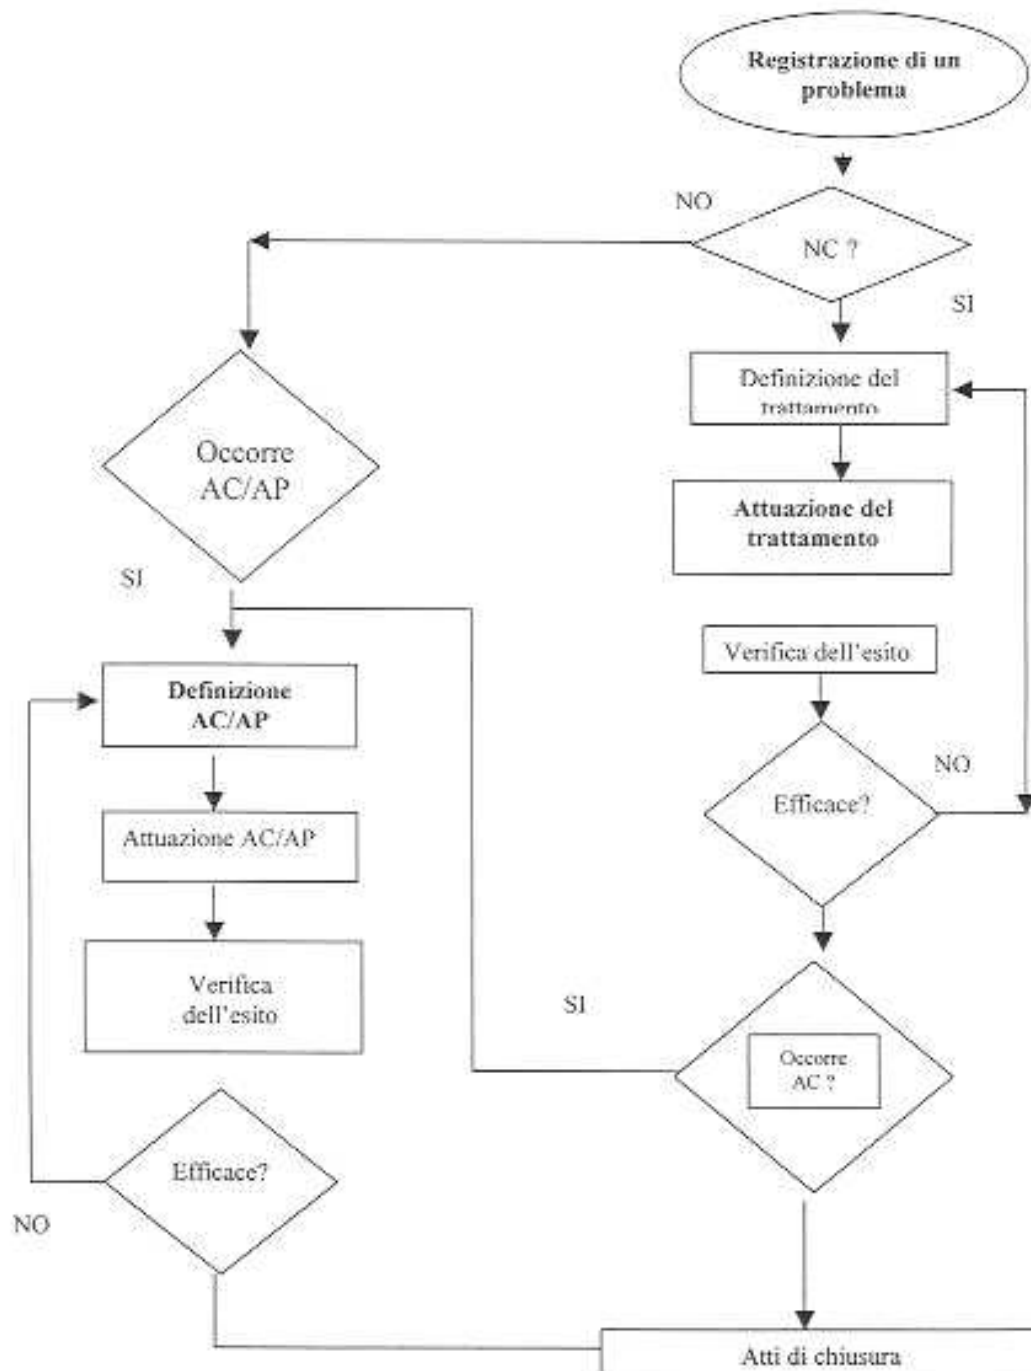 Registrazione di un
problema
NO
NC ?
SI
Definizione del
trattamento
Occorre
AC/AP
Attuazione del
trattamento
SI
Verifica dell'esito
Definizione
AC/AP
NO
Efficace?
Attuazione AC/AP
Verifica
dell'esito
SI
Occorre
AC ?
Efficace?
NO
Atti di chiusura